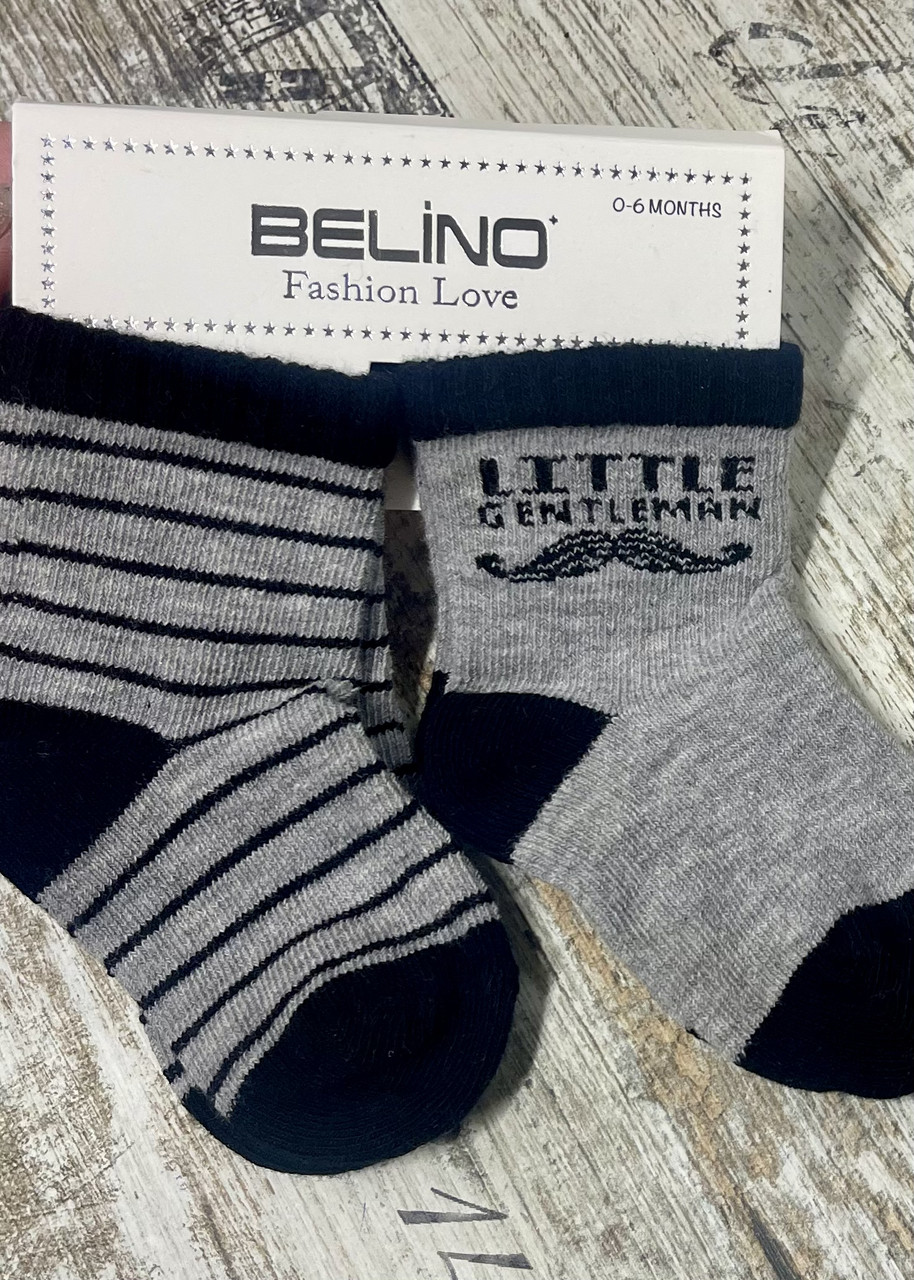 0-6 MONTHS
BELİNO
Fashion Love
LITTLE
GENTLEMAN